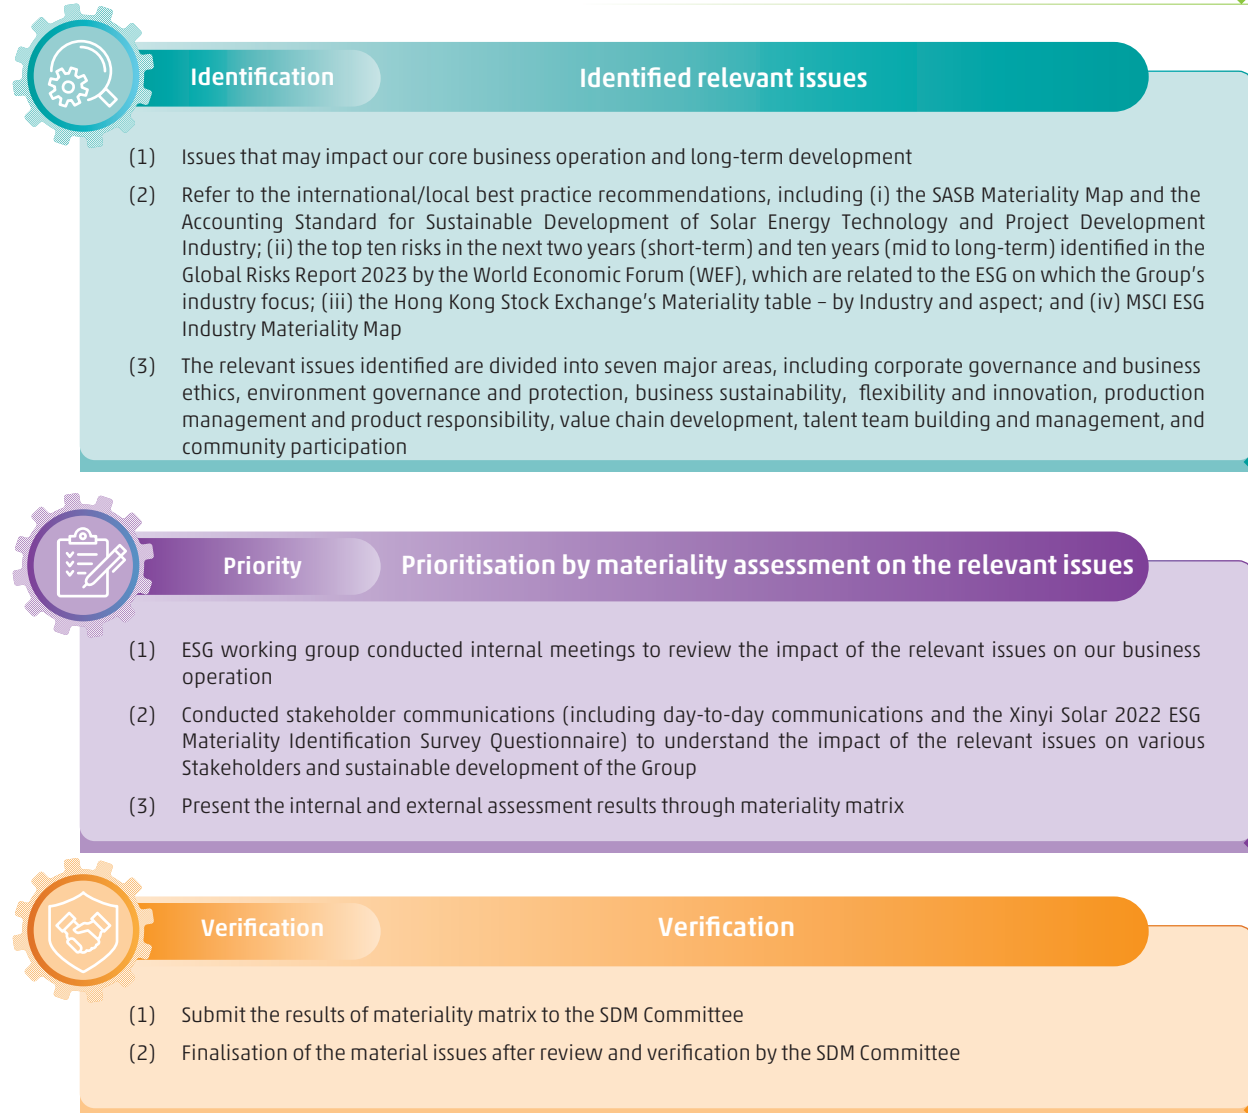 Identification
Identified relevant issues
(1) Issues that may impact our core business operation and long-term development
(2) Refer to the international/local best practice recommendations, including (i) the SASB Materiality Map and the
Accounting Standard for Sustainable Development of Solar Energy Technology and Project Development
Industry; (ii) the top ten risks in the next two years (short-term) and ten years (mid to long-term) identified in the
Global Risks Report 2023 by the World Economic Forum (WEF), which are related to the ESG on which the Group's
industry focus; (iii) the Hong Kong Stock Exchange's Materiality table – by Industry and aspect; and (iv) MSCI ESG
Industry Materiality Map
(3) The relevant issues identified are divided into seven major areas, including corporate governance and business
ethics, environment governance and protection, business sustainability, flexibility and innovation, production
management and product responsibility, value chain development, talent team building and management, and
community participation
Priority
Prioritisation by materiality assessment on the relevant issues
(1) ESG working group conducted internal meetings to review the impact of the relevant issues on our business
operation
(2) Conducted stakeholder communications (including day-to-day communications and the Xinyi Solar 2022 ESG
Materiality Identification Survey Questionnaire) to understand the impact of the relevant issues on various
Stakeholders and sustainable development of the Group
(3) Present the internal and external assessment results through materiality matrix
Verification
Verification
(1) Submit the results of materiality matrix to the SDM Committee
(2) Finalisation of the material issues after review and verification by the SDM Committee